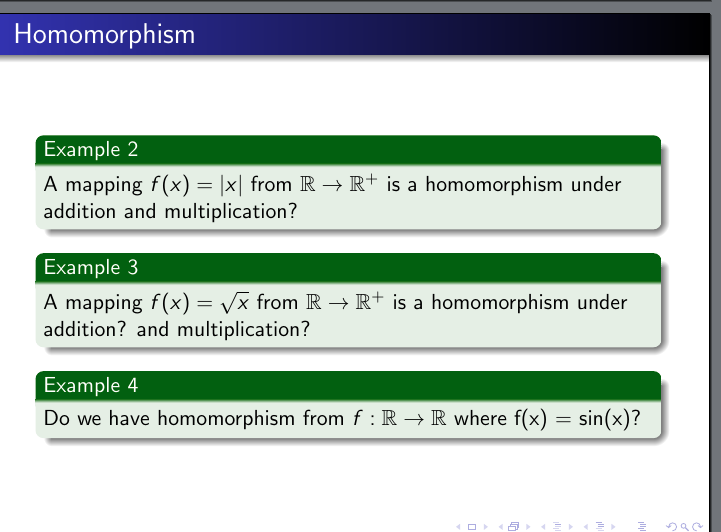 Homomorphism
Example 2
A mapping f(x) = |x| from ℝ → ℝ⁺ is a homomorphism under
addition and multiplication?
Example 3
A mapping f(x) = √x from ℝ → ℝ⁺ is a homomorphism under
addition? and multiplication?
Example 4
Do we have homomorphism from f : ℝ → ℝ where f(x) = sin(x)?